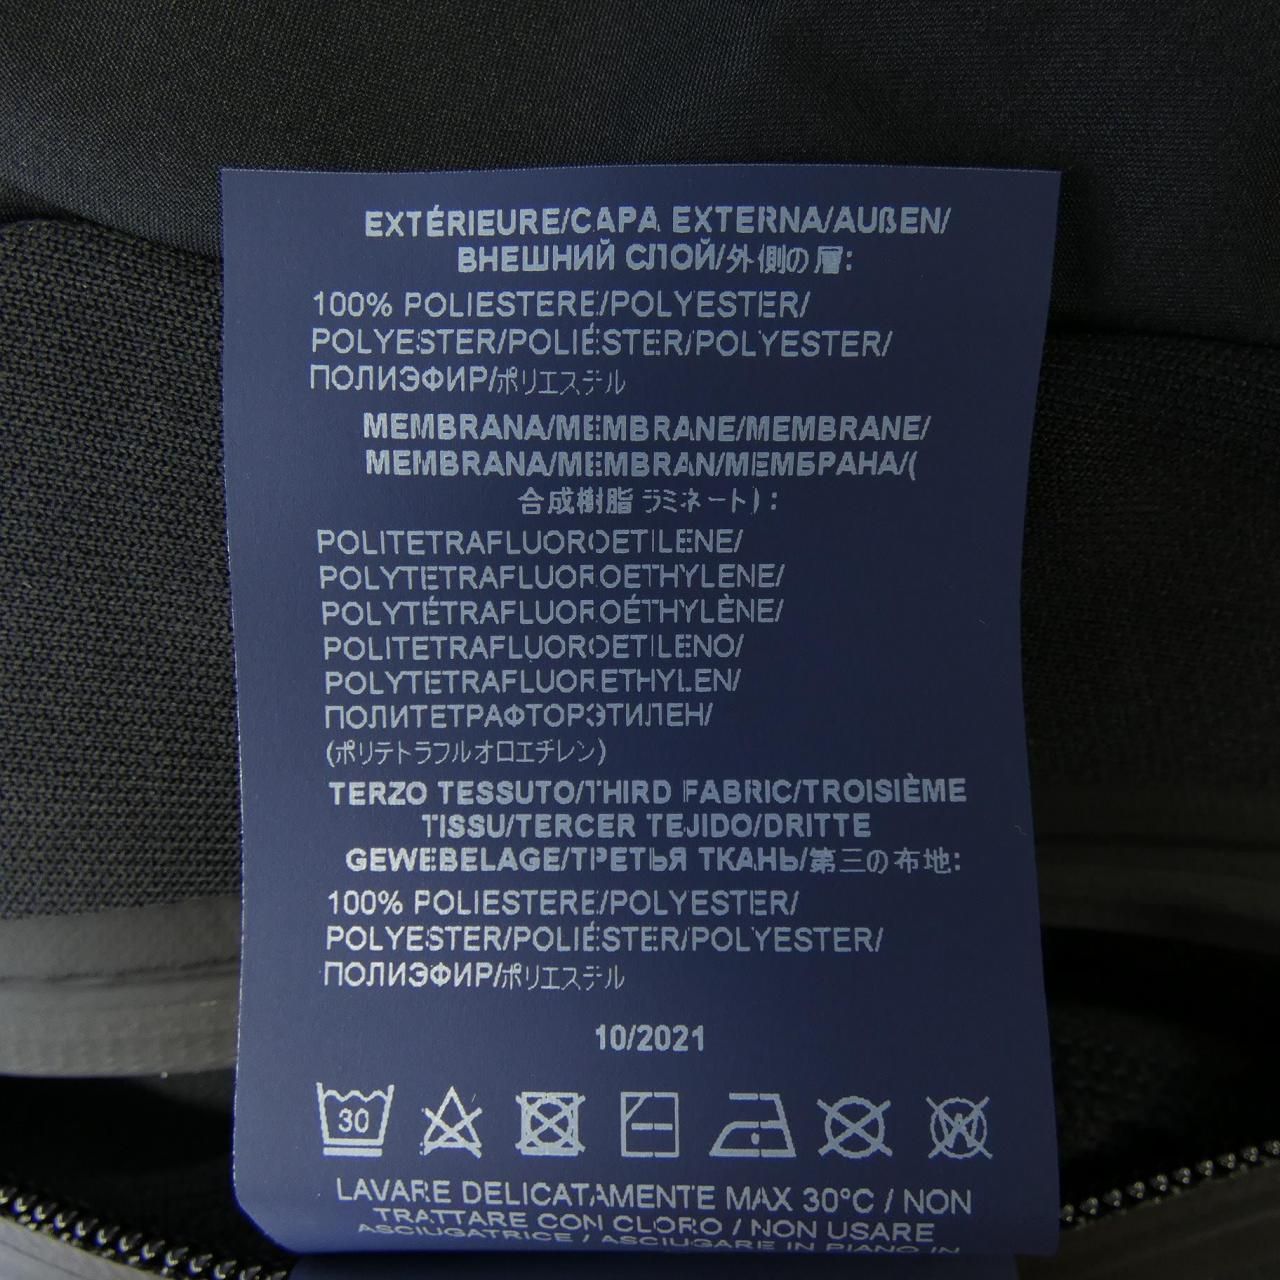 EXTÉRIEURE/CAPA EXTERNA/AUßEN/
ВНЕШНИЙ СЛОЙ/外側の層:
100% POLIESTERE/POLYESTER/
POLYESTER/POLIÉSTER/POLYESTER/
ПОЛИЭФИР/ポリエステル
MEMBRANA/MEMBRANE/MEMBRANE/
MEMBRANA/MEMBRAN/МЕМБРАНА/(
合成樹脂 ラミネート):
POLITETRAFLUOROETILENE/
POLYTETRAFLUOROETHYLENE/
POLYTÉTRAFLUOROÉTHYLÈNE/
POLITETRAFLUOROETILENO/
POLYTETRAFLUORETHYLEN/
ПОЛИТЕТРАФТОРЭТИЛЕН/
(ポリテトラフルオロエチレン)
TERZO TESSUTO/THIRD FABRIC/TROISIÈME
TISSU/TERCER TEJIDO/DRITTE
GEWEBELAGE/ТРЕТЬЯ ТКАНЬ/第三の布地:
100% POLIESTERE/POLYESTER/
POLYESTER/POLIÉSTER/POLYESTER/
ПОЛИЭФИР/ポリエステル
10/2021
30 W
LAVARE DELICATAMENTE MAX 30°C / NON
TRATTARE CON CLORO / NON USARE
ASCIUGATRICE / ASCIUGARE IN PIANO IN